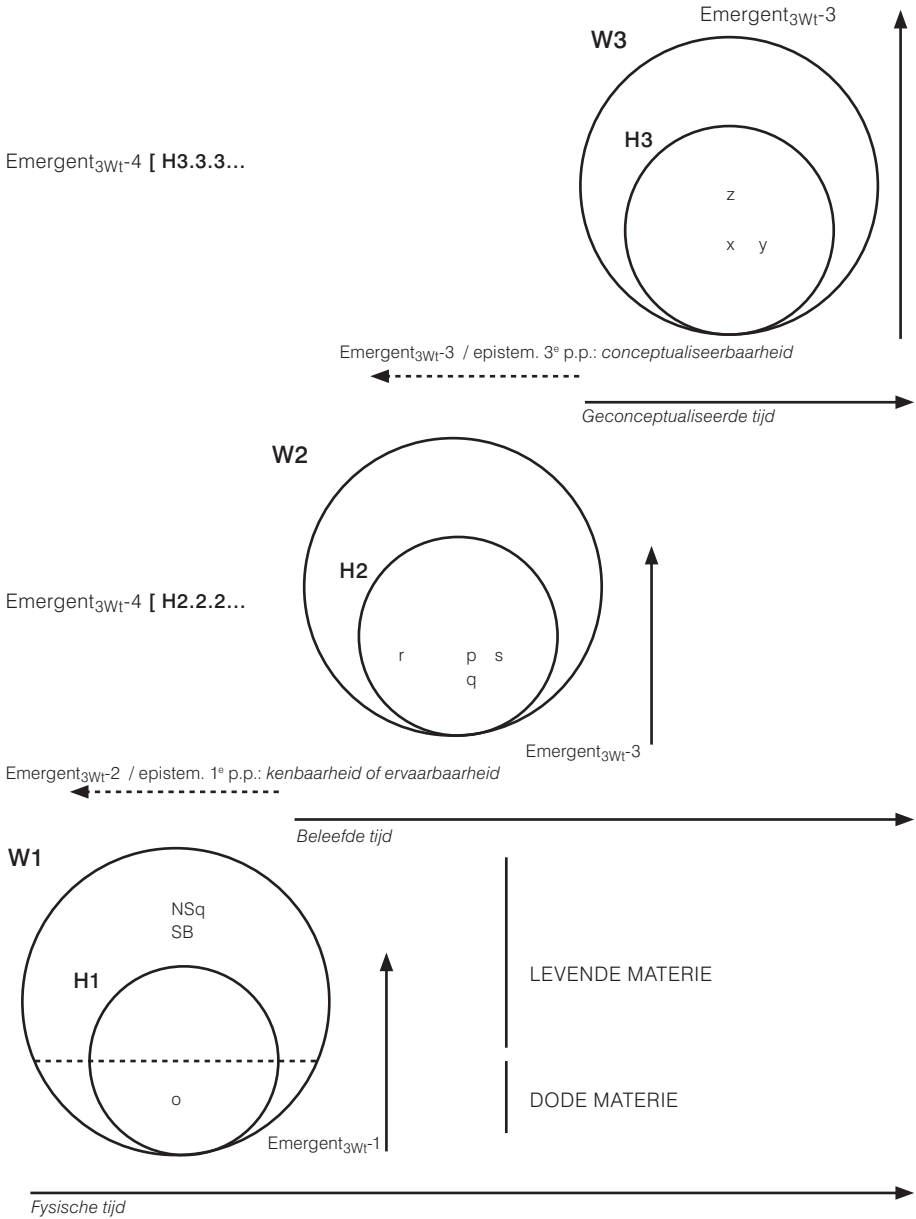 Emergent3Wt-3
W3
H3
Emergent3Wt-4 [ H3.3.3...
z
x y
Emergent3Wt-3 / epistem. 3e p.p.: conceptualiseerbaarheid
Geconceptualiseerde tijd
W2
H2
Emergent3Wt-4 [ H2.2.2...
r p s
q
Emergent3Wt-3
Emergent3Wt-2 / epistem. 1e p.p.: kenbaarheid of ervaarbaarheid
Beleefde tijd
W1
NSq
SB
H1
LEVENDE MATERIE
o
DODE MATERIE
Emergent3Wt-1
Fysische tijd